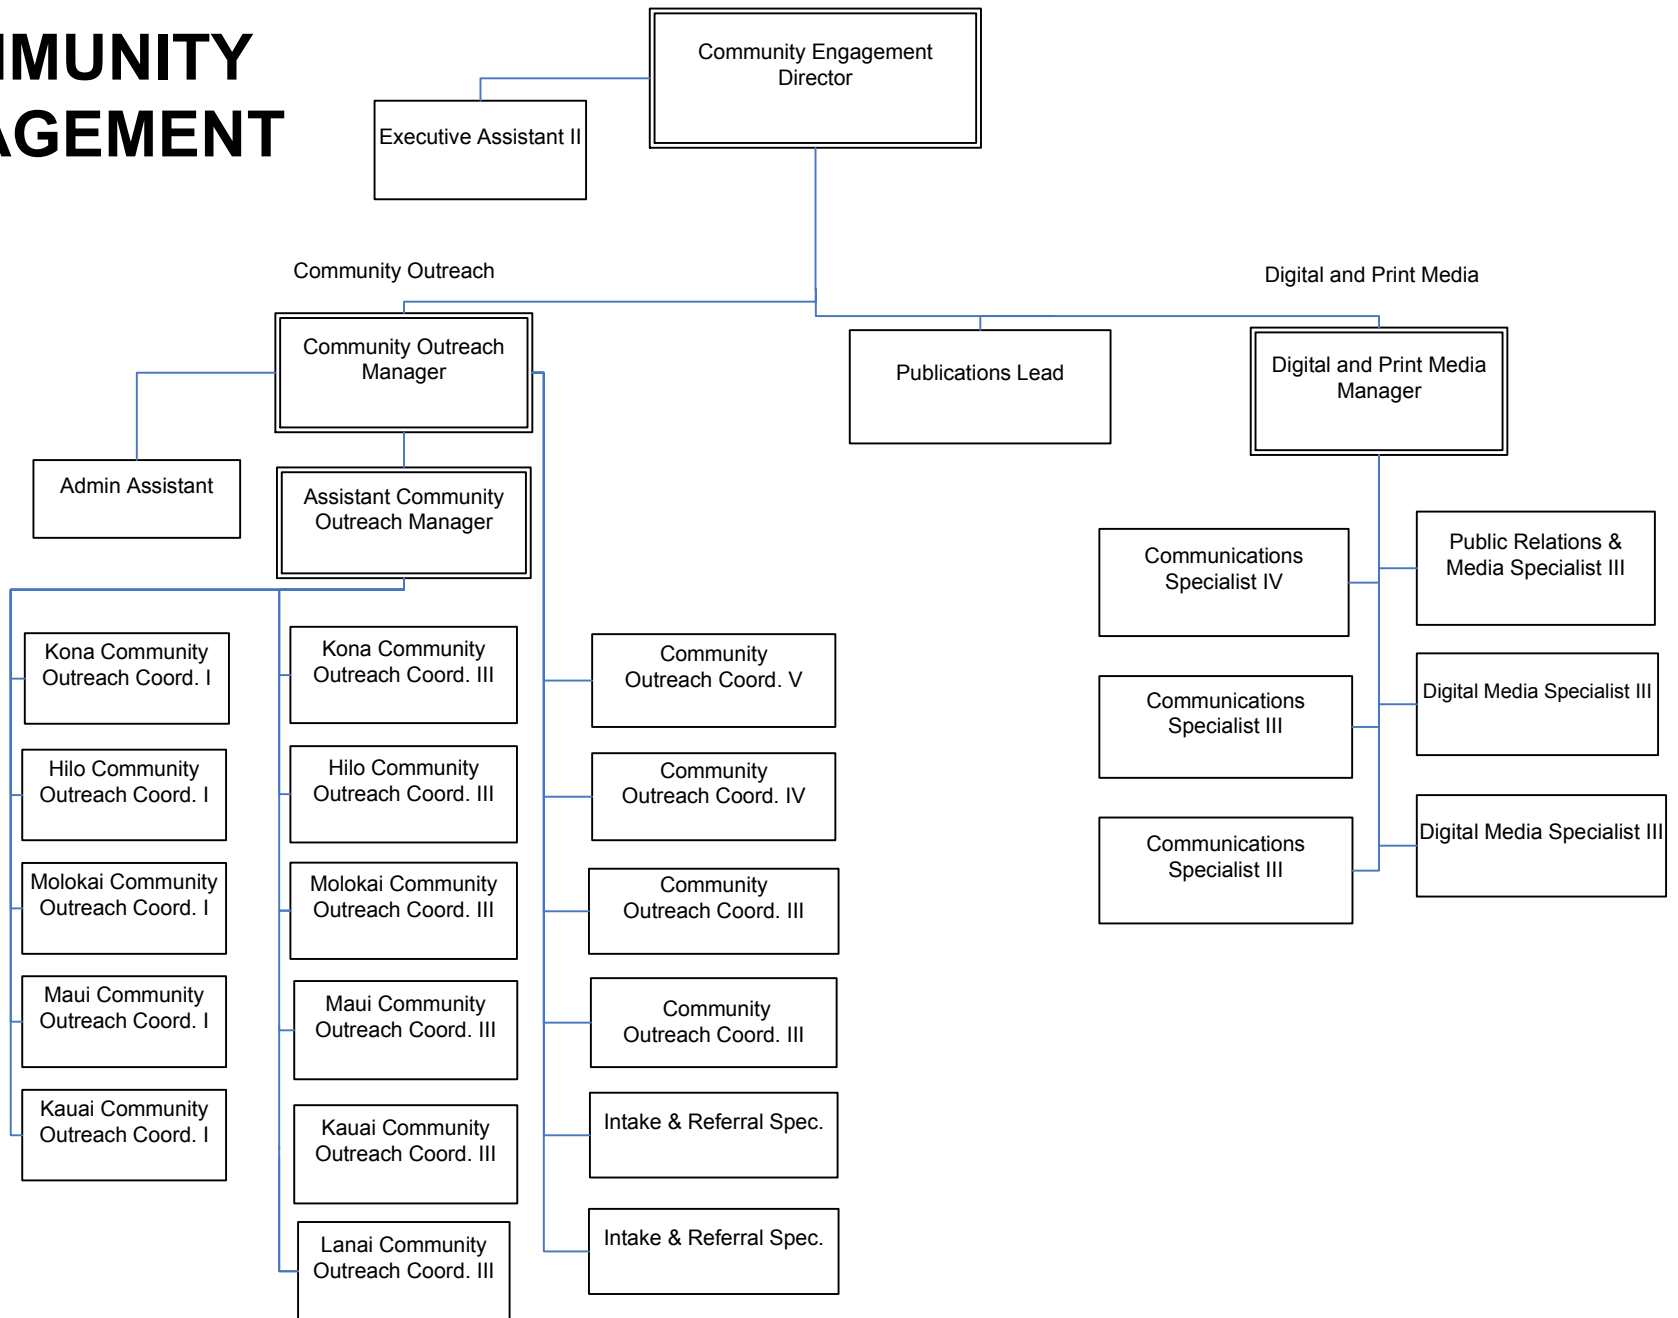 MMUNITY
AGEMENT
Community Engagement
Director
Executive Assistant II
Community Outreach
Digital and Print Media
Community Outreach
Manager
Publications Lead
Digital and Print Media
Manager
Admin Assistant
Assistant Community
Outreach Manager
Communications
Specialist IV
Public Relations &
Media Specialist III
Communications
Specialist III
Digital Media Specialist III
Communications
Specialist III
Digital Media Specialist III
Kona Community
Outreach Coord. I
Kona Community
Outreach Coord. III
Community
Outreach Coord. V
Hilo Community
Outreach Coord. I
Hilo Community
Outreach Coord. III
Community
Outreach Coord. IV
Molokai Community
Outreach Coord. I
Molokai Community
Outreach Coord. III
Community
Outreach Coord. III
Maui Community
Outreach Coord. I
Maui Community
Outreach Coord. III
Community
Outreach Coord. III
Kauai Community
Outreach Coord. I
Kauai Community
Outreach Coord. III
Intake & Referral Spec.
Lanai Community
Outreach Coord. III
Intake & Referral Spec.